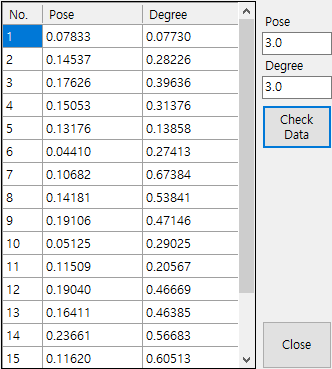 No. Pose Degree
1 0.07833 0.07730
2 0.14537 0.28226
3 0.17626 0.39636
4 0.15053 0.31376
5 0.13176 0.13858
6 0.04410 0.27413
7 0.10682 0.67384
8 0.14181 0.53841
9 0.19106 0.47146
10 0.05125 0.29025
11 0.11509 0.20567
12 0.19040 0.46669
13 0.16411 0.46385
14 0.23661 0.56683
15 0.11620 0.60513
Pose
3.0
Degree
3.0
Check
Data
Close